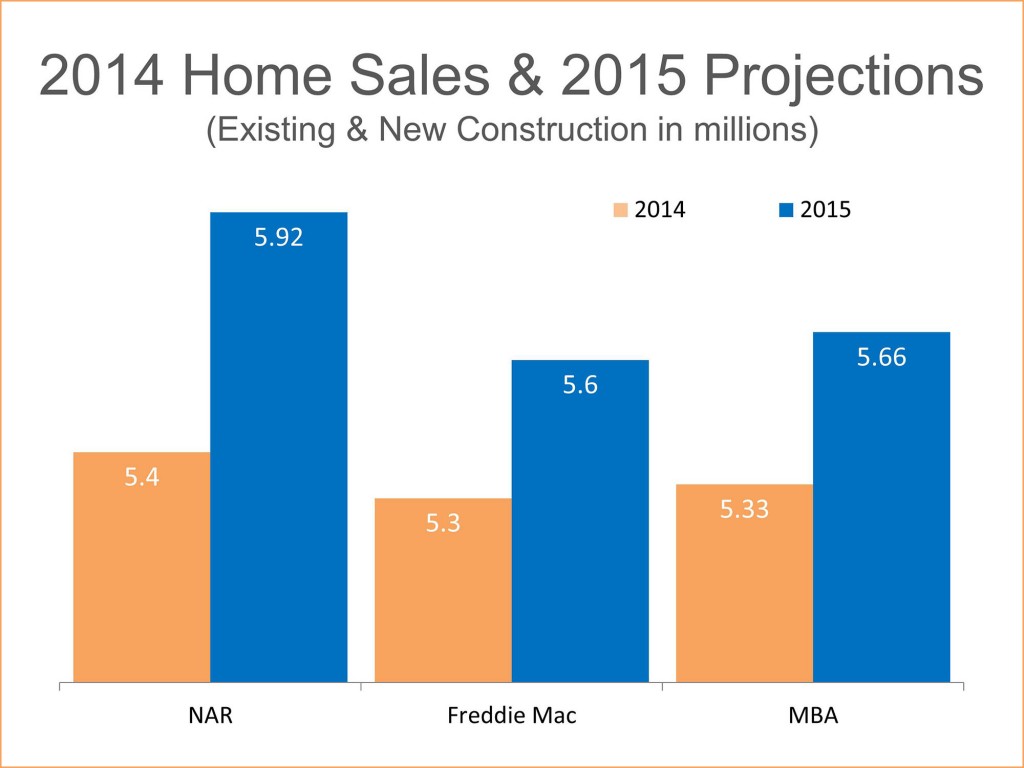 2014 Home Sales & 2015 Projections
(Existing & New Construction in millions)
2014 2015
5.92
5.4
5.6
5.3
5.66
5.33
NAR Freddie Mac MBA